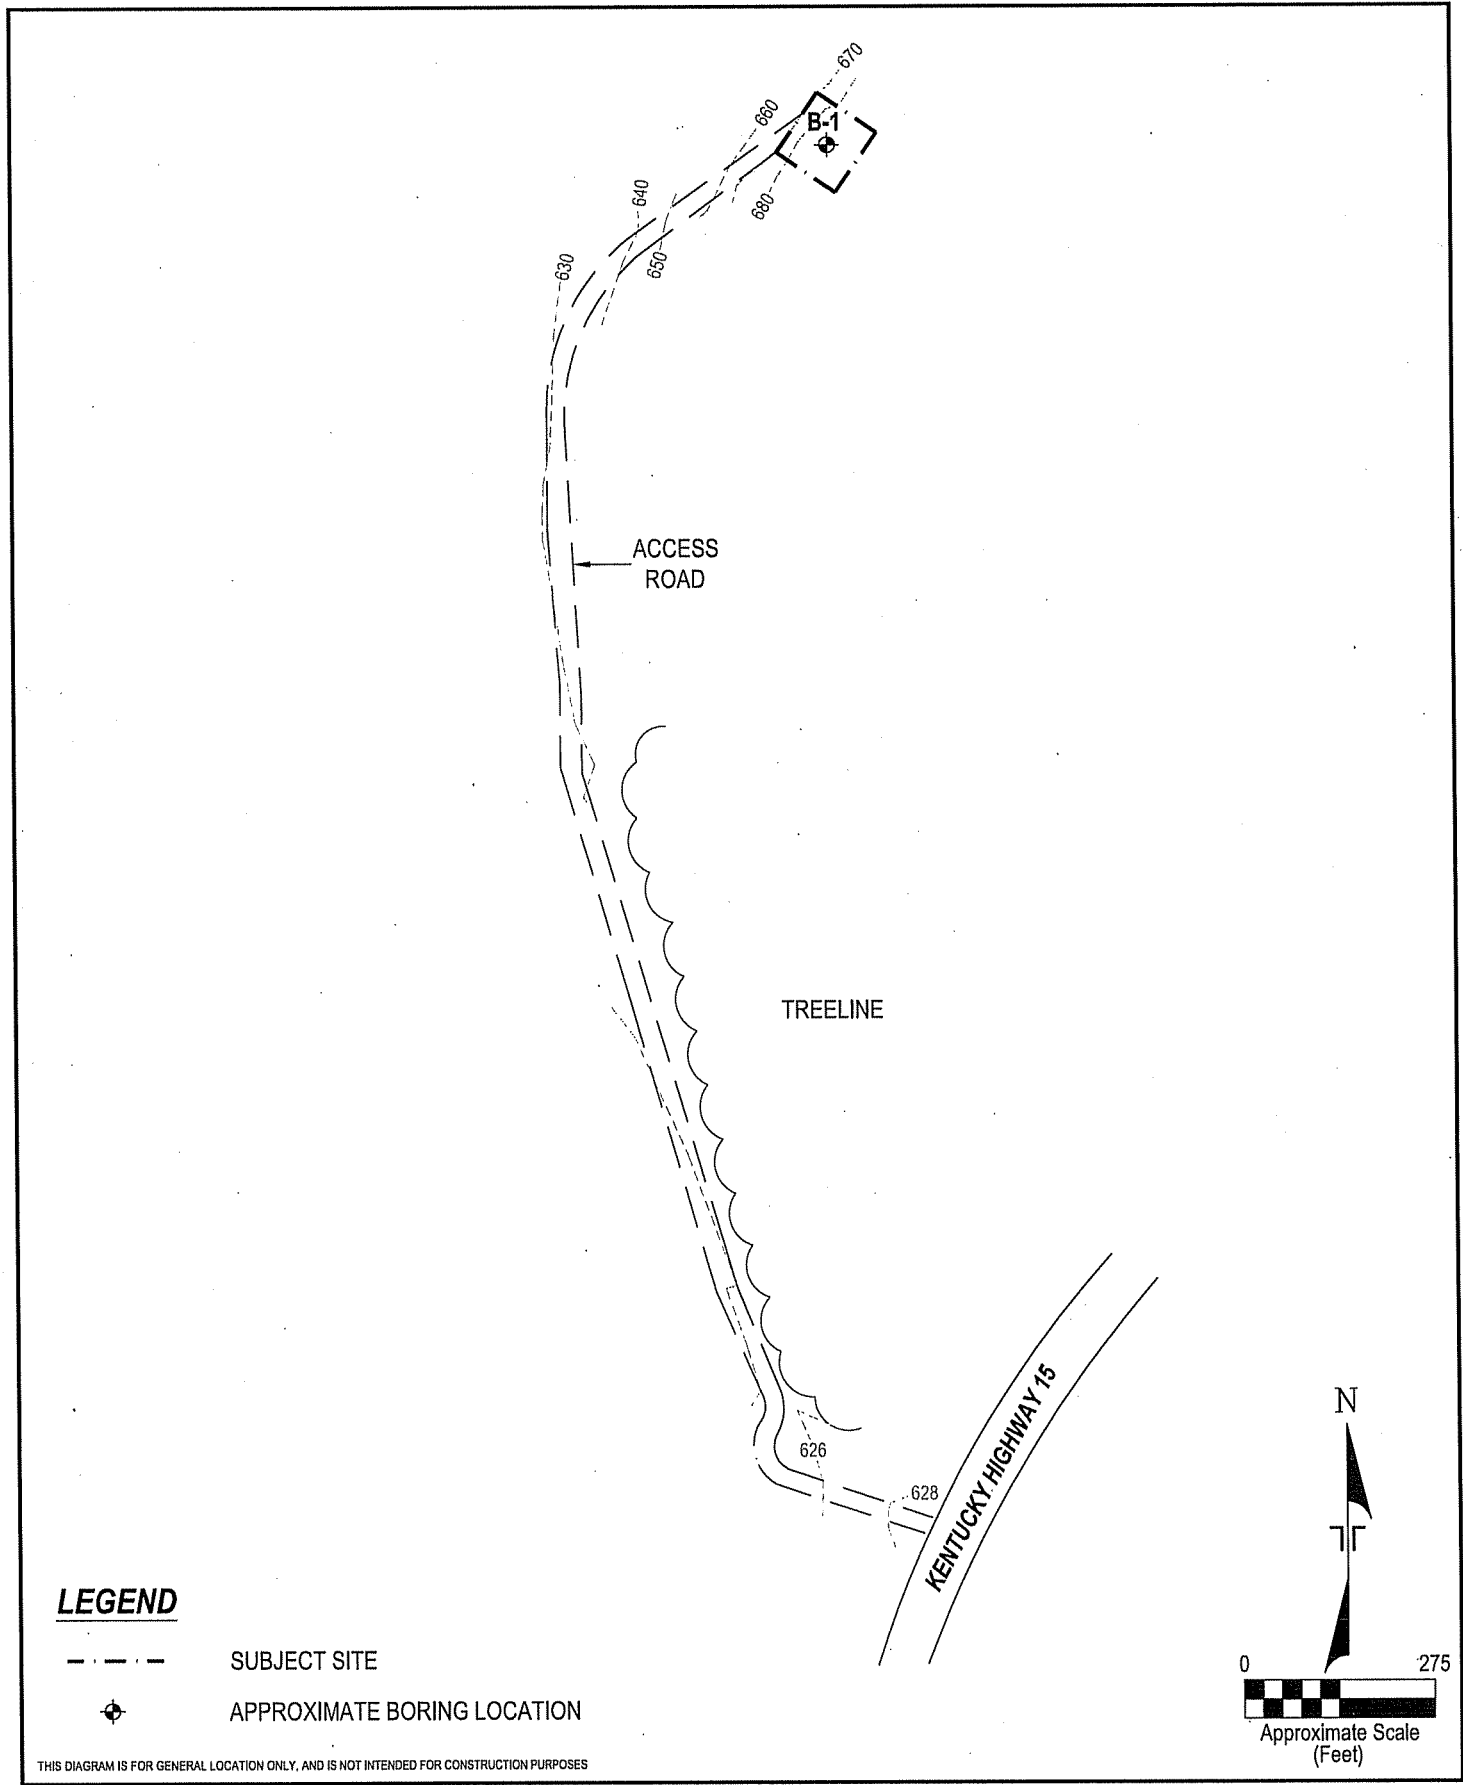 670
660
B-1
640
680
650
630
ACCESS
ROAD
TREELINE
KENTUCKY HIGHWAY 15
626
628
N
LEGEND
SUBJECT SITE
APPROXIMATE BORING LOCATION
0 275
Approximate Scale
(Feet)
THIS DIAGRAM IS FOR GENERAL LOCATION ONLY, AND IS NOT INTENDED FOR CONSTRUCTION PURPOSES